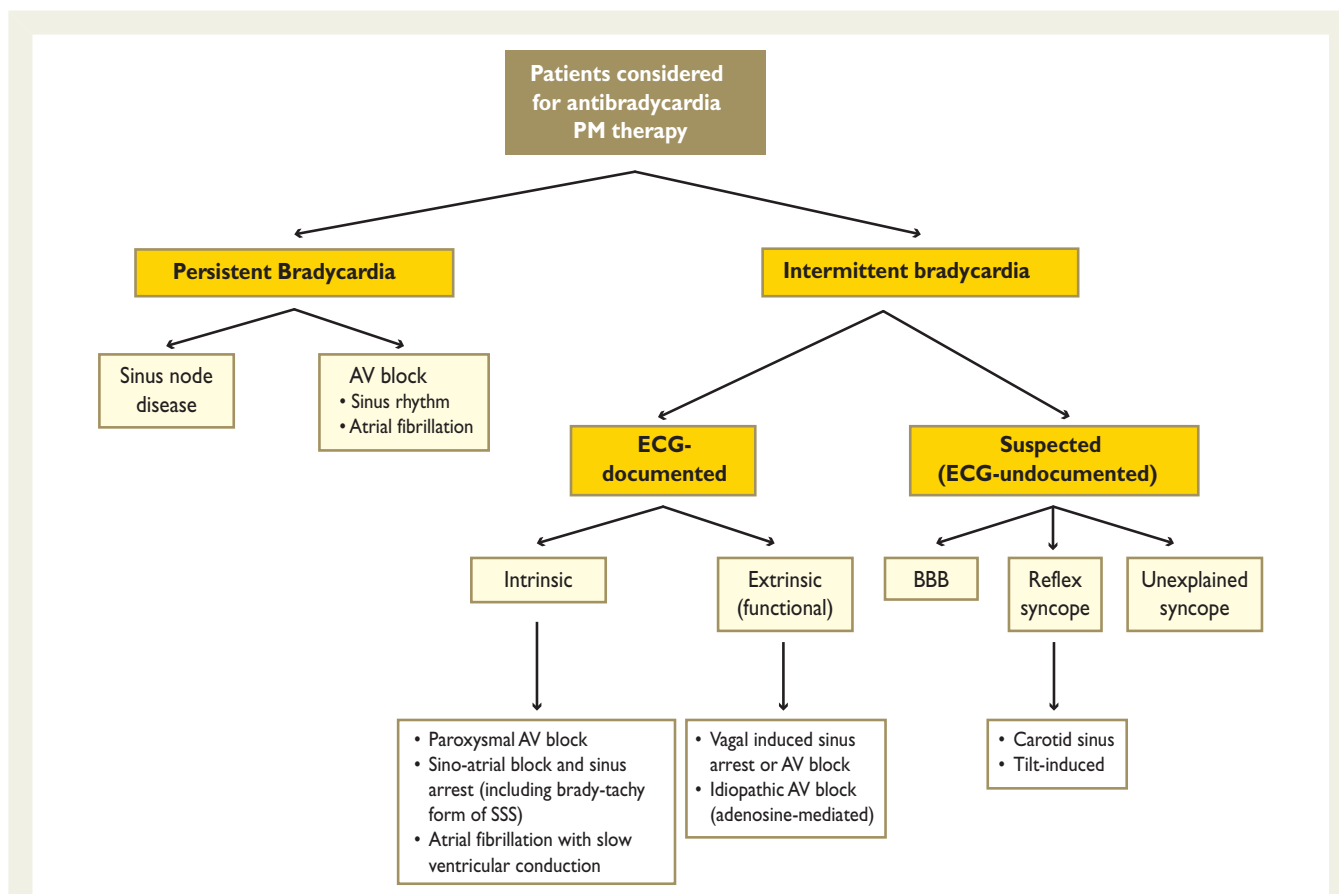 Patients considered
for antibradycardia
PM therapy
Persistent Bradycardia
Intermittent bradycardia
Sinus node
disease
AV block
• Sinus rhythm
• Atrial fibrillation
ECG-
documented
Suspected
(ECG-undocumented)
Intrinsic
Extrinsic
(functional)
BBB
Reflex
syncope
Unexplained
syncope
• Paroxysmal AV block
• Sino-atrial block and sinus
arrest (including brady-tachy
form of SSS)
• Atrial fibrillation with slow
ventricular conduction
• Vagal induced sinus
arrest or AV block
• Idiopathic AV block
(adenosine-mediated)
• Carotid sinus
• Tilt-induced